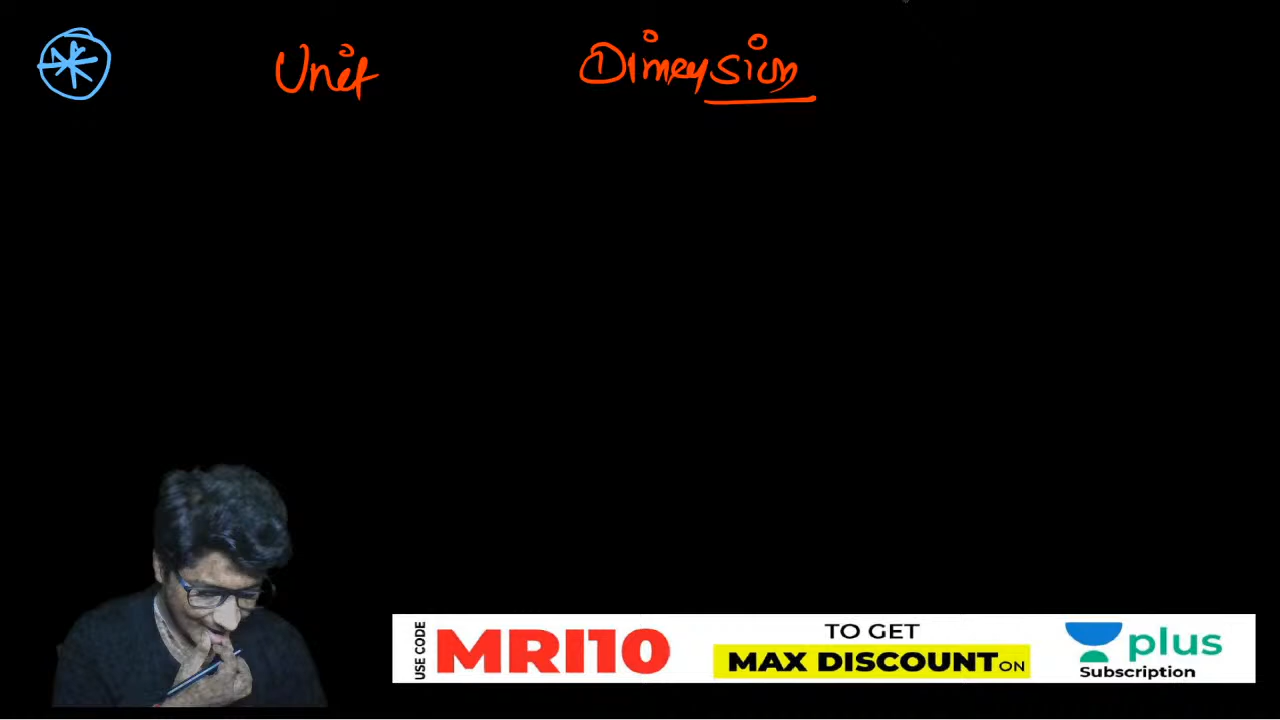 Unit Dimension
USE CODE MRI10 TO GET
MAX DISCOUNT ON
plus
Subscription